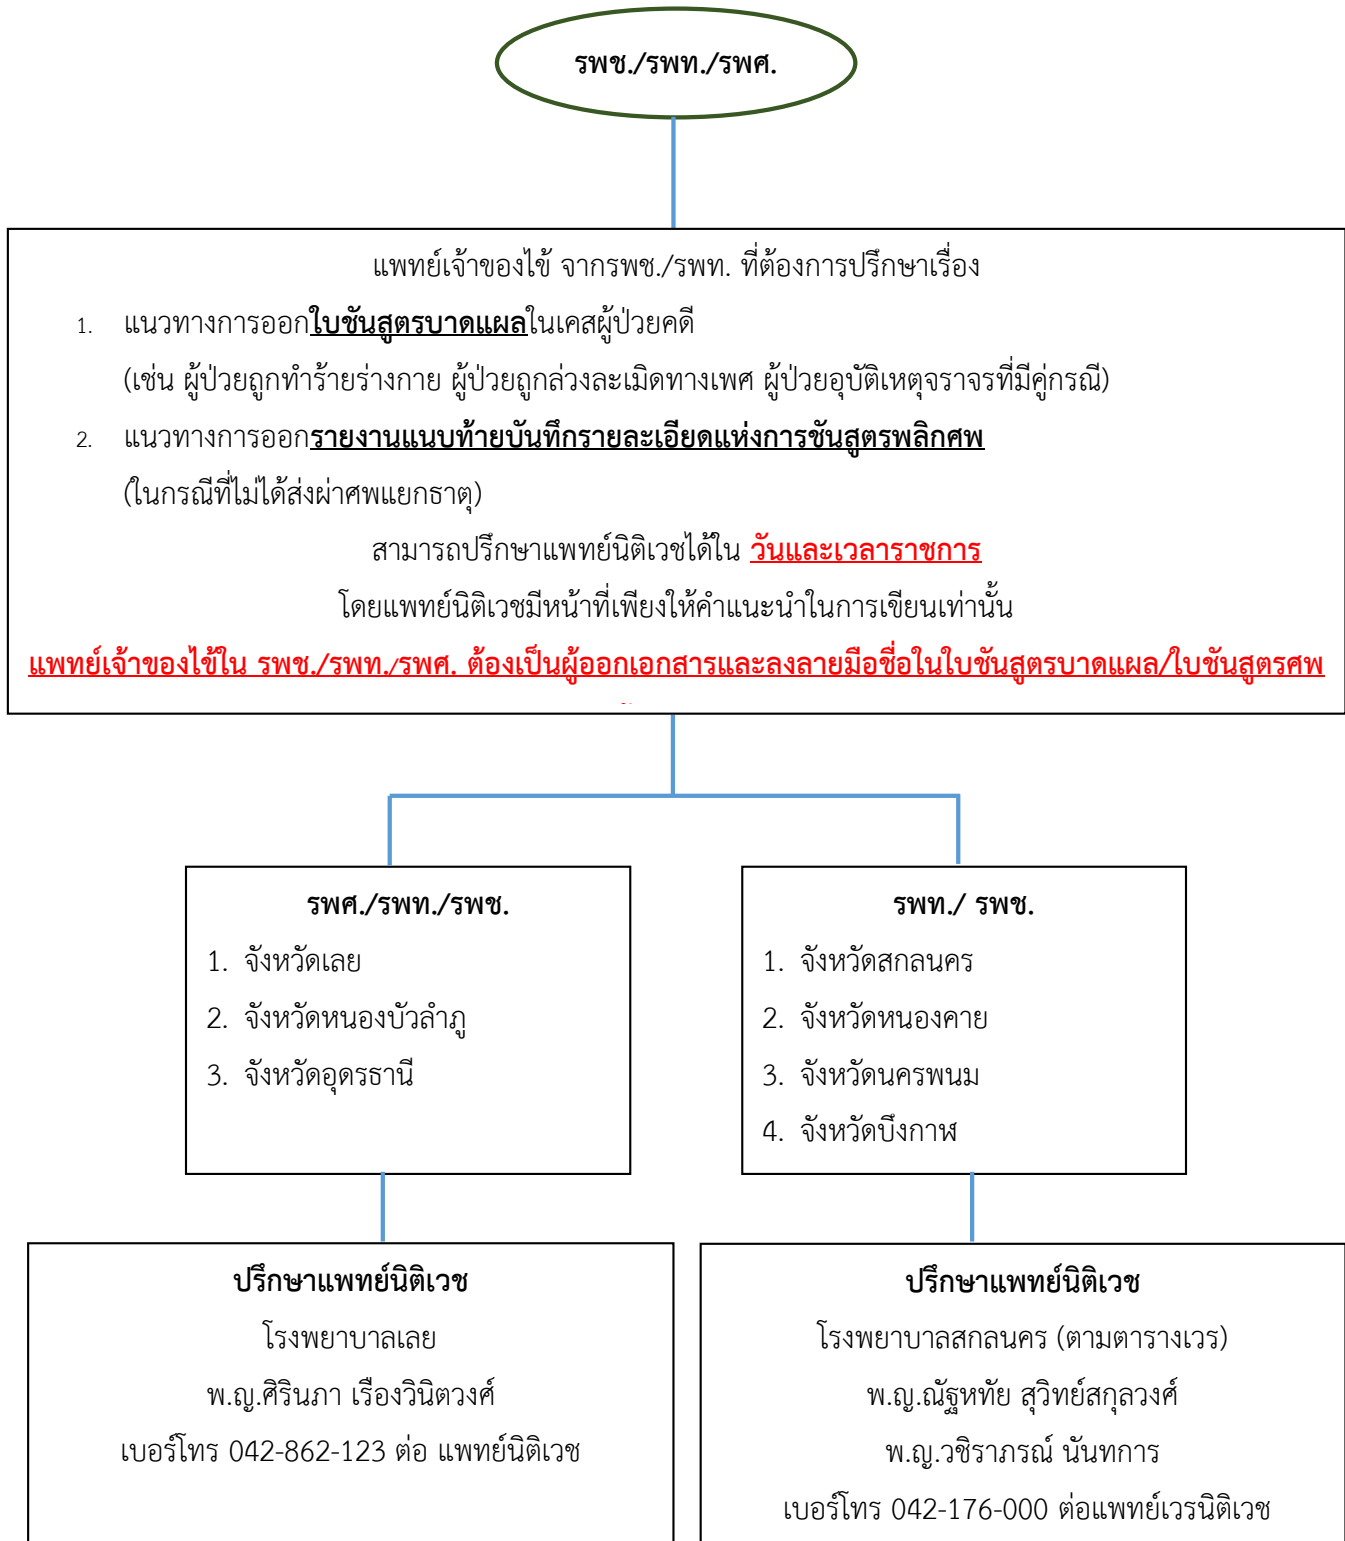 รพช./รพท./รพศ.
แพทย์เจ้าของไข้ จากรพช./รพท. ที่ต้องการปรึกษาเรื่อง
1. แนวทางการออกใบชันสูตรบาดแผลในเคสผู้ป่วยคดี
(เช่น ผู้ป่วยถูกทำร้ายร่างกาย ผู้ป่วยถูกล่วงละเมิดทางเพศ ผู้ป่วยอุบัติเหตุจราจรที่มีคู่กรณี)
2. แนวทางการออกรายงานแนบท้ายบันทึกรายละเอียดแห่งการชันสูตรพลิกศพ
(ในกรณีที่ไม่ได้ส่งผ่าศพแยกธาตุ)
สามารถปรึกษาแพทย์นิติเวชได้ใน วันและเวลาราชการ
โดยแพทย์นิติเวชมีหน้าที่เพียงให้คำแนะนำในการเขียนเท่านั้น
แพทย์เจ้าของไข้ใน รพช./รพท./รพศ. ต้องเป็นผู้ออกเอกสารและลงลายมือชื่อในใบชันสูตรบาดแผล/ใบชันสูตรศพ
รพศ./รพท./รพช.
1. จังหวัดเลย
2. จังหวัดหนองบัวลำภู
3. จังหวัดอุดรธานี
รพท./ รพช.
1. จังหวัดสกลนคร
2. จังหวัดหนองคาย
3. จังหวัดนครพนม
4. จังหวัดบึงกาฬ
ปรึกษาแพทย์นิติเวช
โรงพยาบาลเลย
พ.ญ.ศิรินภา เรืองวินิตวงศ์
เบอร์โทร 042-862-123 ต่อ แพทย์นิติเวช
ปรึกษาแพทย์นิติเวช
โรงพยาบาลสกลนคร (ตามตารางเวร)
พ.ญ.ณัฐหทัย สุวิทย์สกุลวงศ์
พ.ญ.วชิราภรณ์ นันทการ
เบอร์โทร 042-176-000 ต่อแพทย์เวรนิติเวช